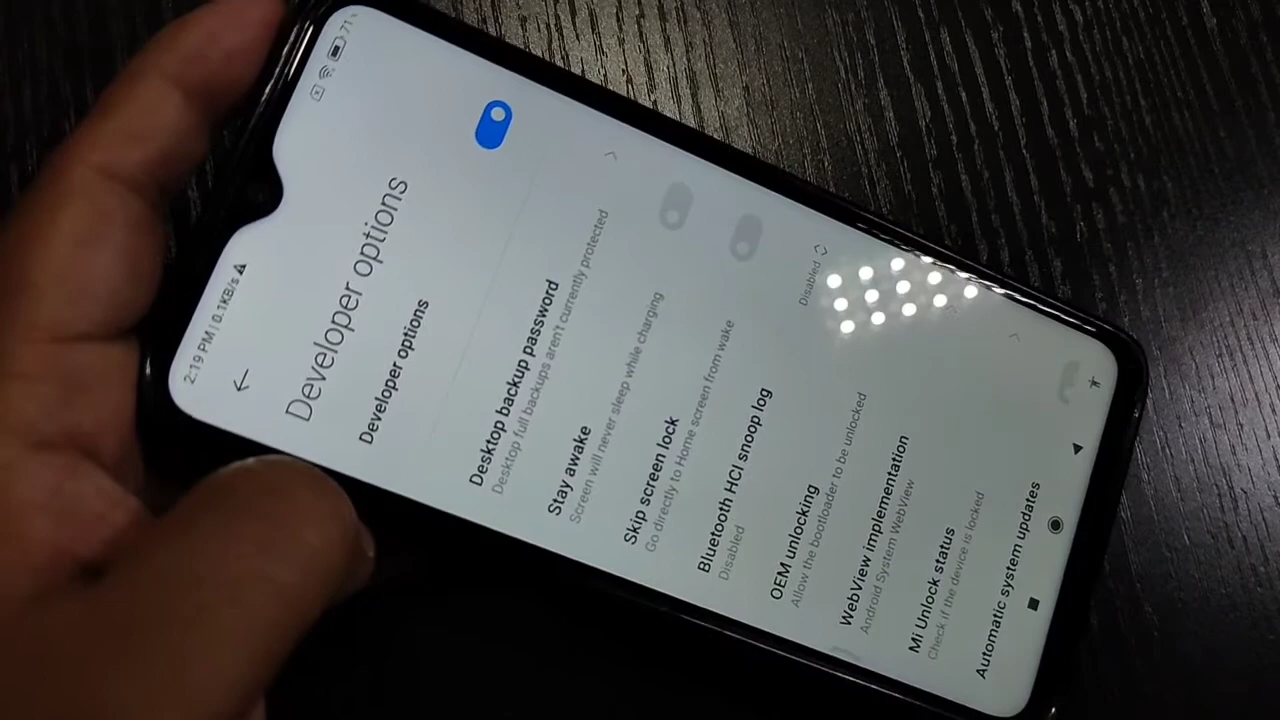 2:19 PM | 0.1KB/s
71
Developer options
Developer options
Desktop backup password
Desktop full backups aren't currently protected
Stay awake
Screen will never sleep while charging
Skip screen lock
Go directly to Home screen from wake
Bluetooth HCI snoop log
Disabled
Disabled
OEM unlocking
Allow the bootloader to be unlocked
WebView implementation
Android System WebView
Mi Unlock status
Check if the device is locked
Automatic system updates